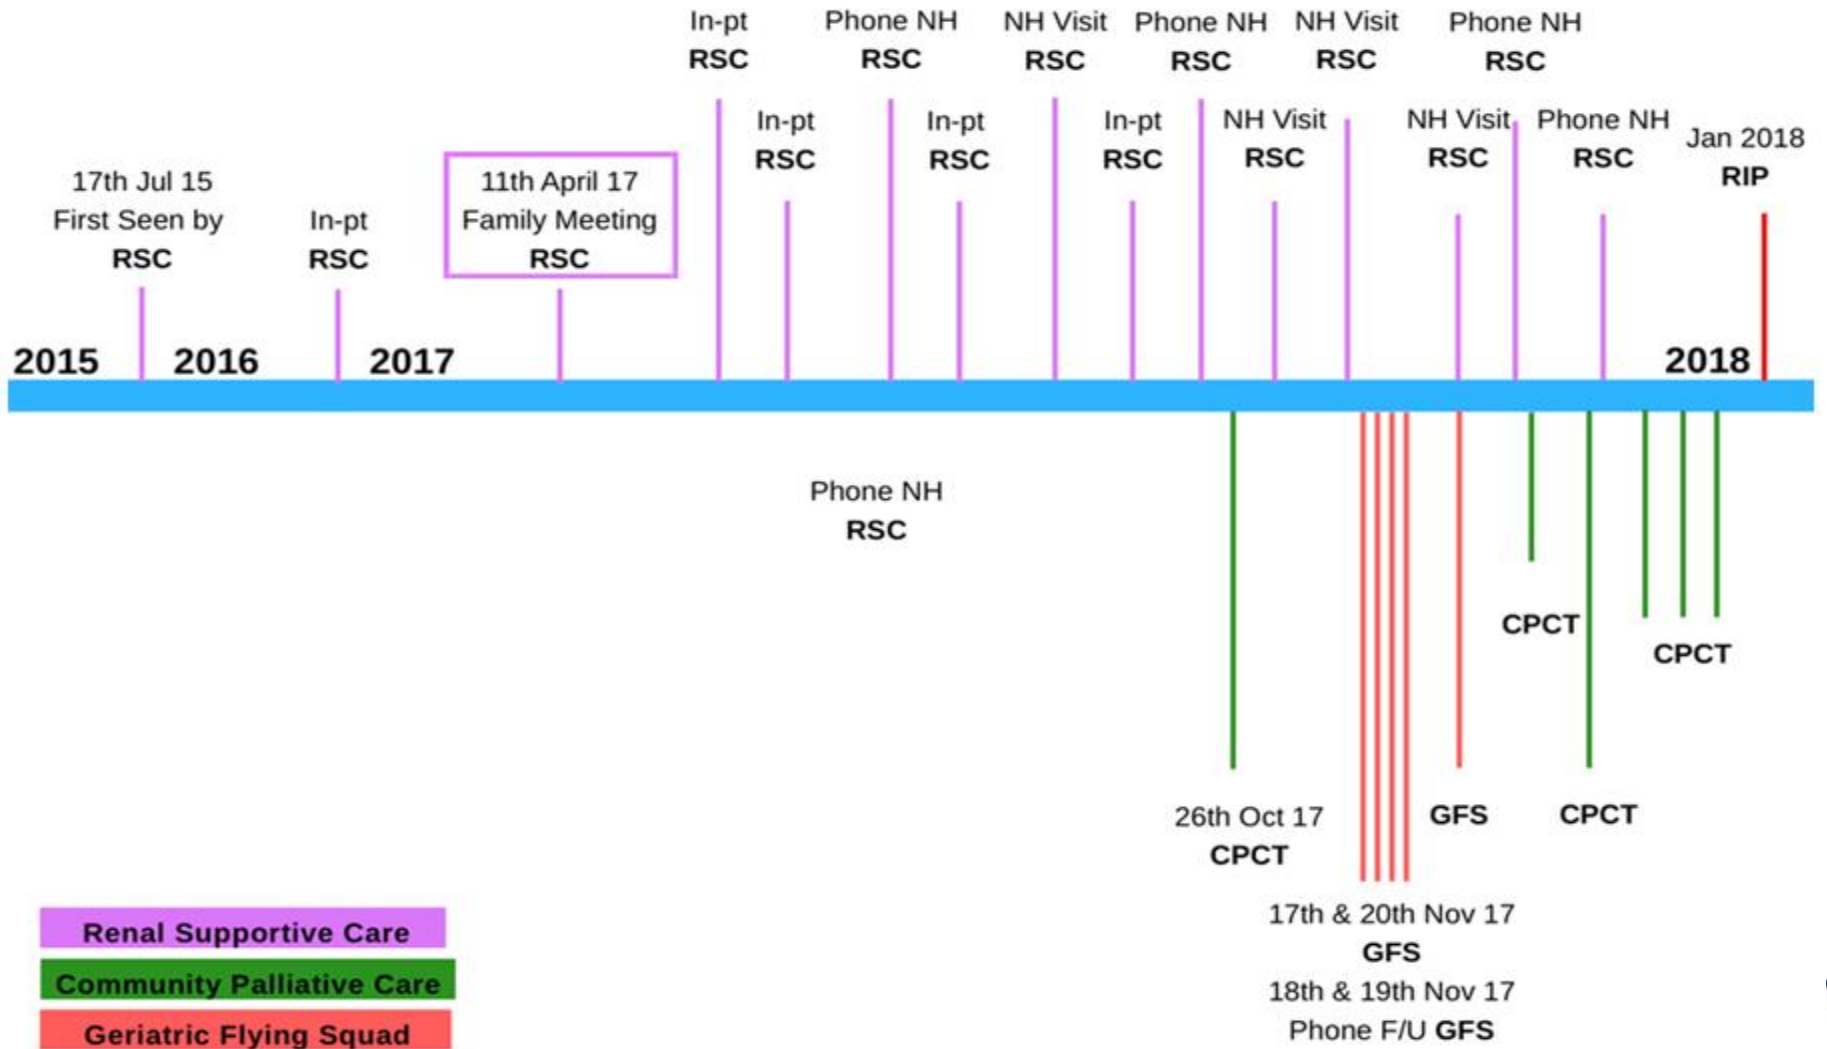 In-pt
RSC
Phone NH
RSC
NH Visit
RSC
Phone NH
RSC
NH Visit
RSC
Phone NH
RSC
In-pt
RSC
In-pt
RSC
In-pt
RSC
NH Visit
RSC
NH Visit
RSC
Phone NH
RSC
Jan 2018
RIP
17th Jul 15
First Seen by
RSC
In-pt
RSC
11th April 17
Family Meeting
RSC
2015
2016
2017
2018
Phone NH
RSC
CPCT
CPCT
26th Oct 17
CPCT
GFS
CPCT
17th & 20th Nov 17
GFS
18th & 19th Nov 17
Phone F/U GFS
Renal Supportive Care
Community Palliative Care
Geriatric Flying Squad